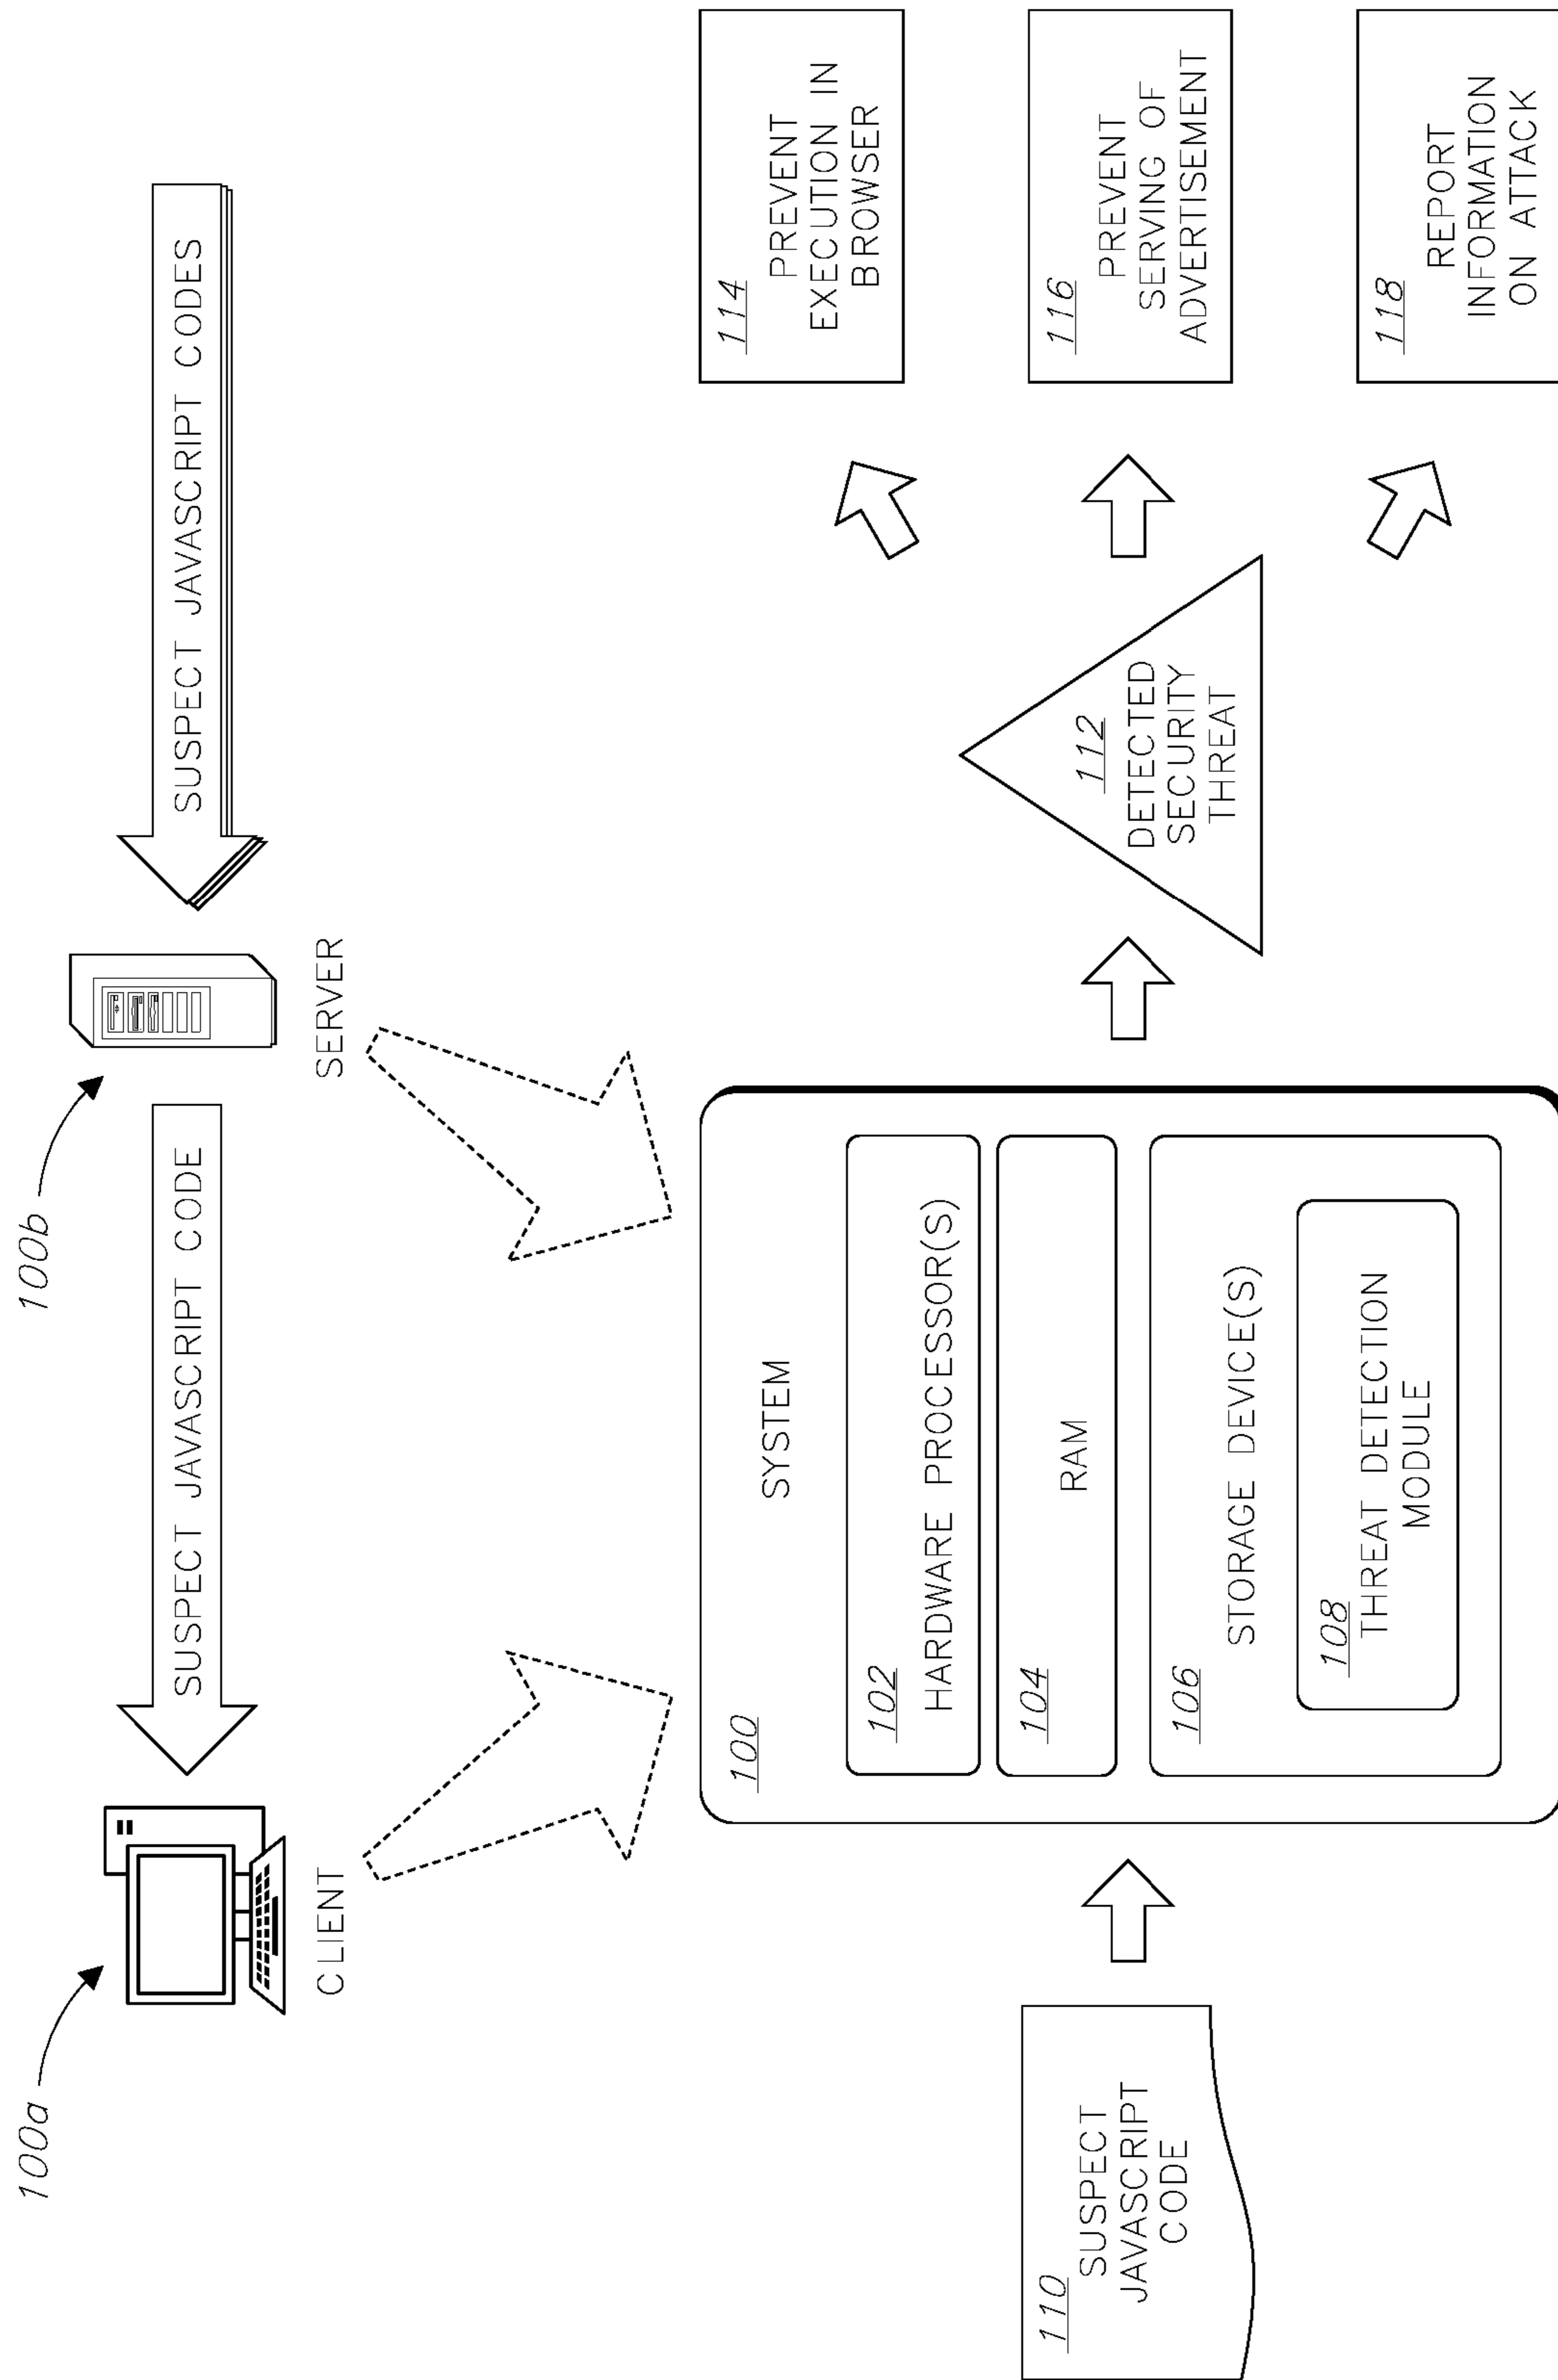 100a
100b
SUSPECT JAVASCRIPT CODE
SUSPECT JAVASCRIPT CODES
CLIENT
SERVER
110
SUSPECT
JAVASCRIPT
CODE
100
SYSTEM
102
HARDWARE PROCESSOR(S)
104
RAM
106
STORAGE DEVICE(S)
108
THREAT DETECTION
MODULE
112
DETECTED
SECURITY
THREAT
114
PREVENT
EXECUTION IN
BROWSER
116
PREVENT
SERVING OF
ADVERTISEMENT
118
REPORT
INFORMATION
ON ATTACK